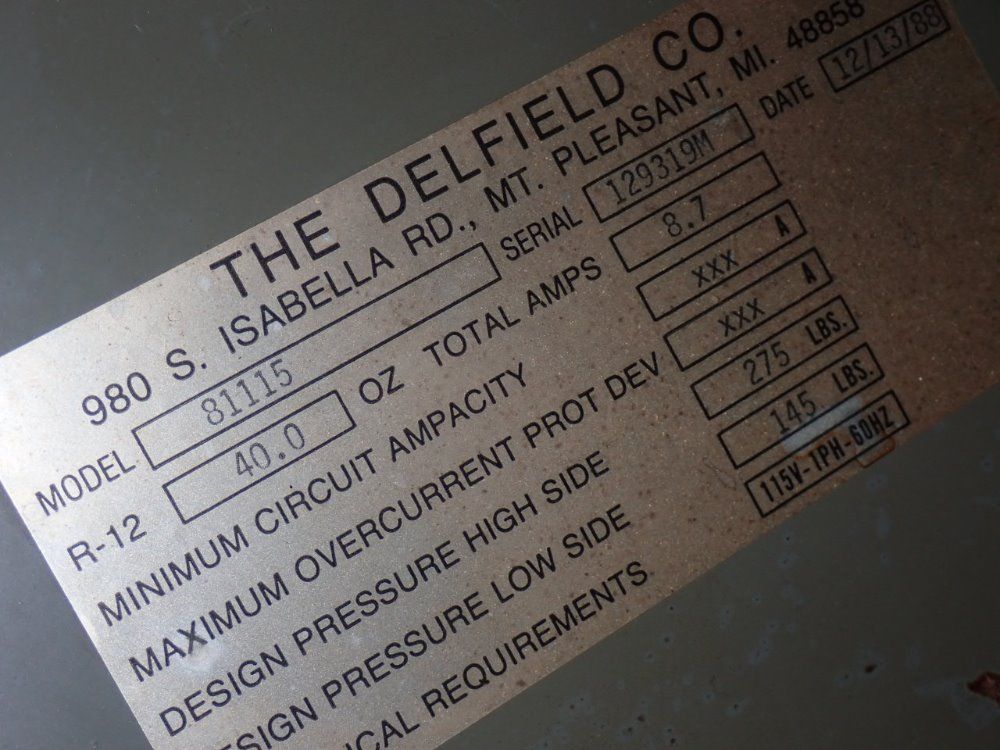 THE DELFIELD CO.
980 S. ISABELLA RD., MT. PLEASANT, MI. 48858
MODEL 81115 SERIAL 129319M DATE 12/13/88
R-12 40.0 OZ TOTAL AMPS 8.7
MINIMUM CIRCUIT AMPACITY XXX A
MAXIMUM OVERCURRENT PROT DEV XXX A
DESIGN PRESSURE HIGH SIDE 275 LBS.
SIGN PRESSURE LOW SIDE 145 LBS.
ICAL REQUIREMENTS 115V-1PH-60HZ